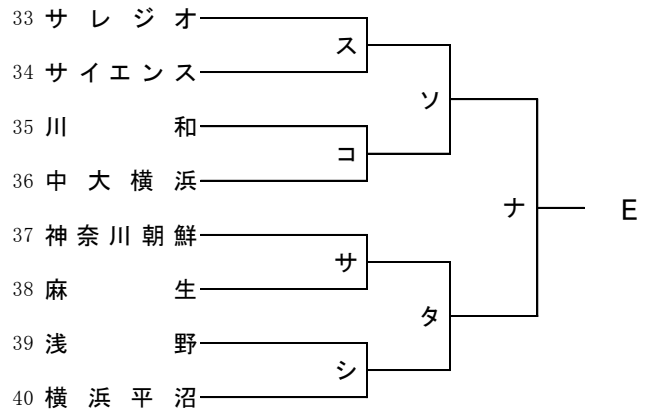 33 サレジオ
ス
34 サイエンス
ソ
35 川和
コ
36 中大横浜
ナ E
37 神奈川朝鮮
サ
38 麻生
タ
39 浅野
シ
40 横浜平沼